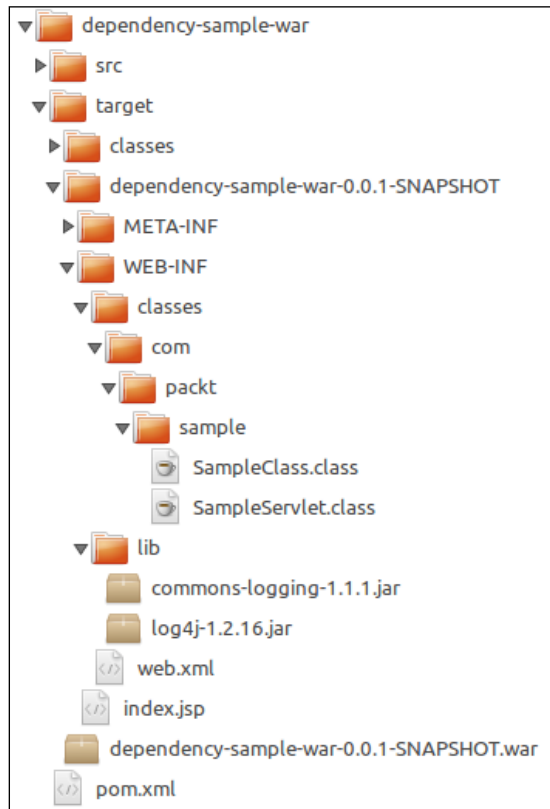 dependency-sample-war
src
target
classes
dependency-sample-war-0.0.1-SNAPSHOT
META-INF
WEB-INF
classes
com
packt
sample
SampleClass.class
SampleServlet.class
lib
commons-logging-1.1.1.jar
log4j-1.2.16.jar
web.xml
index.jsp
dependency-sample-war-0.0.1-SNAPSHOT.war
pom.xml